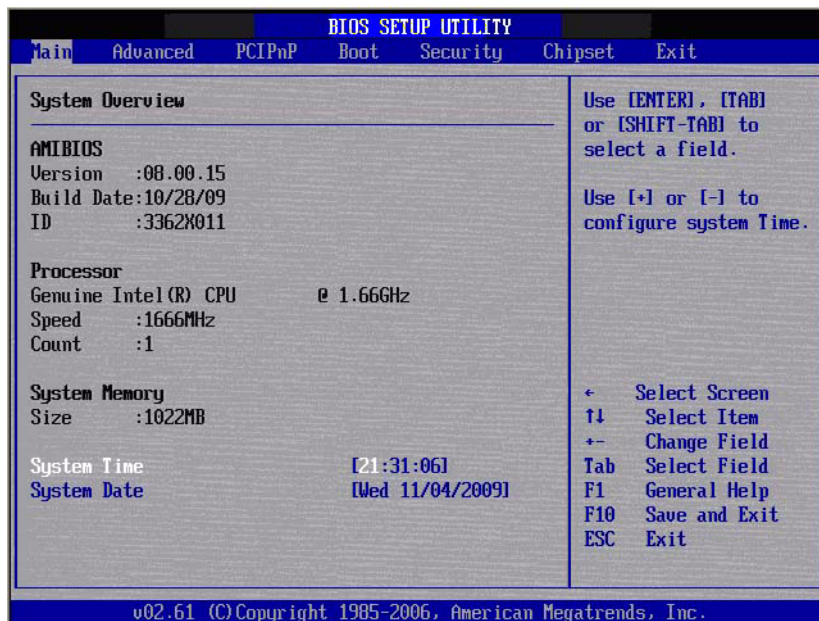 BIOS SETUP UTILITY
Main Advanced PCIPnP Boot Security Chipset Exit
System Overview
AMIBIOS
Version :08.00.15
Build Date:10/28/09
ID :3362X011
Processor
Genuine Intel(R) CPU @ 1.66GHz
Speed :1666MHz
Count :1
System Memory
Size :1022MB
System Time [21:31:06]
System Date [Wed 11/04/2009]
Use [ENTER], [TAB]
or [SHIFT-TAB] to
select a field.
Use [+] or [-] to
configure system Time.
← Select Screen
↑↓ Select Item
+- Change Field
Tab Select Field
F1 General Help
F10 Save and Exit
ESC Exit
v02.61 (C)Copyright 1985-2006, American Megatrends, Inc.